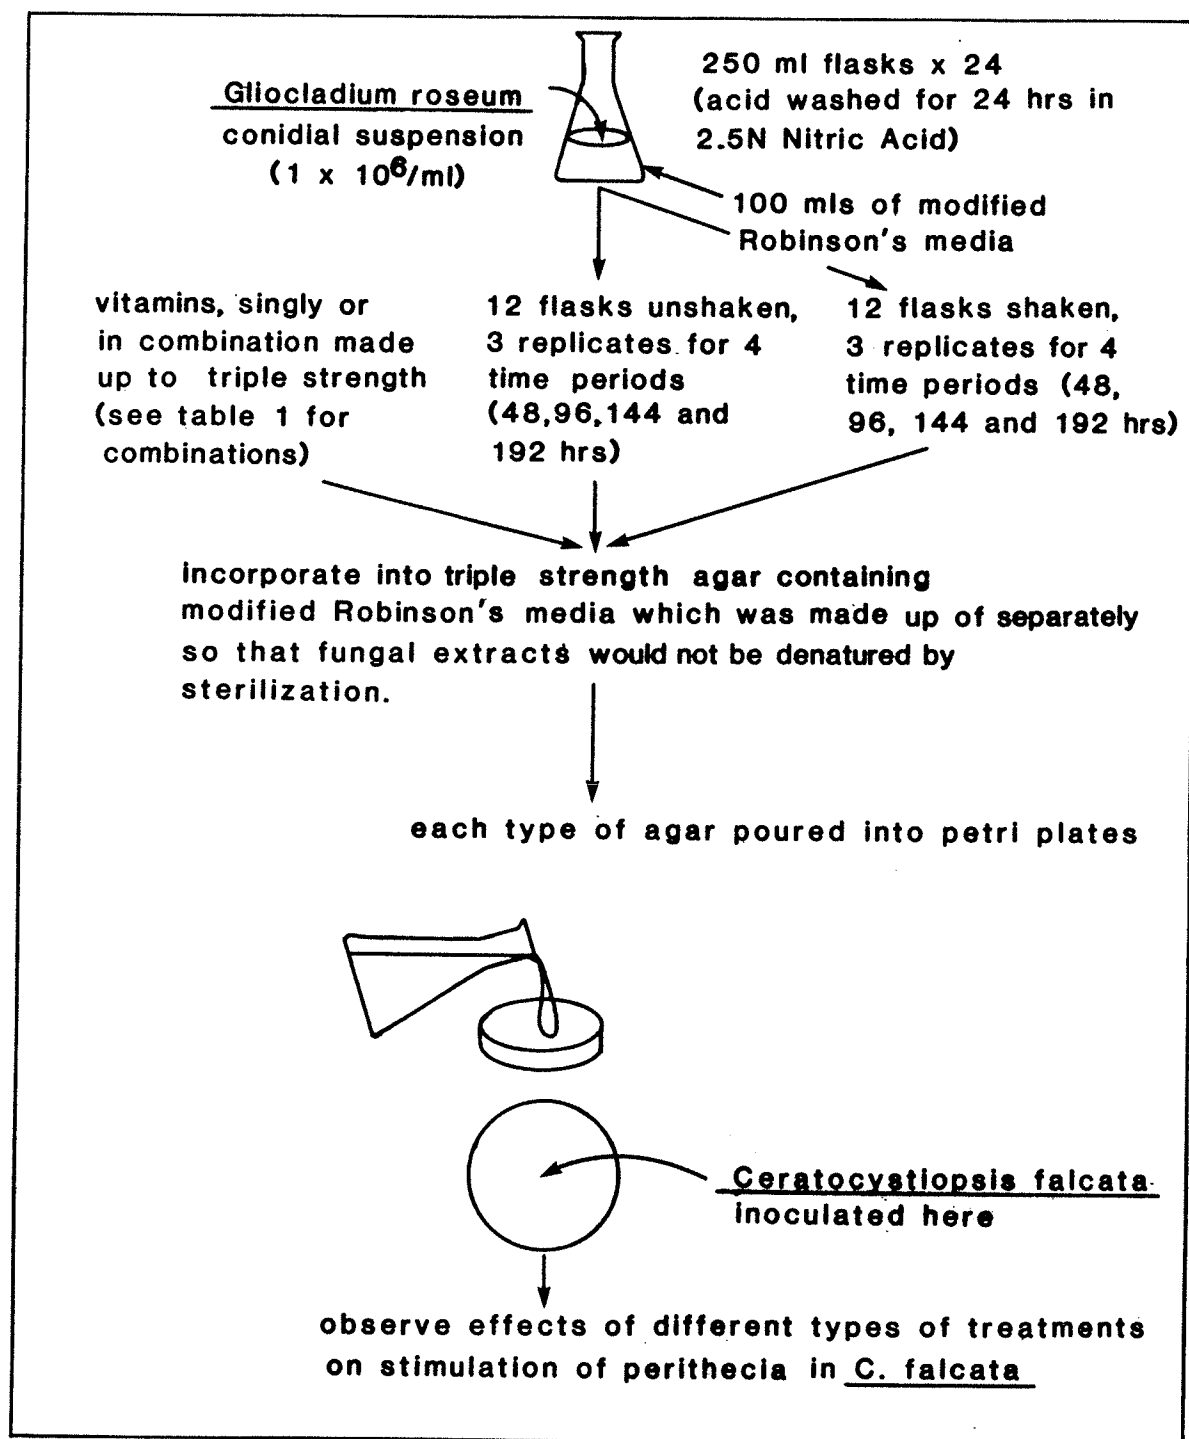 Gliocladium roseum
conidial suspension
(1 x 10⁶/ml)
250 ml flasks x 24
(acid washed for 24 hrs in
2.5N Nitric Acid)
100 mls of modified
Robinson's media
vitamins, singly or
in combination made
up to triple strength
(see table 1 for
combinations)
12 flasks unshaken,
3 replicates for 4
time periods
(48,96,144 and
192 hrs)
12 flasks shaken,
3 replicates for 4
time periods (48,
96, 144 and 192 hrs)
incorporate into triple strength agar containing
modified Robinson's media which was made up of separately
so that fungal extracts would not be denatured by
sterilization.
each type of agar poured into petri plates
Ceratocystiopsis falcata
inoculated here
observe effects of different types of treatments
on stimulation of perithecia in C. falcata